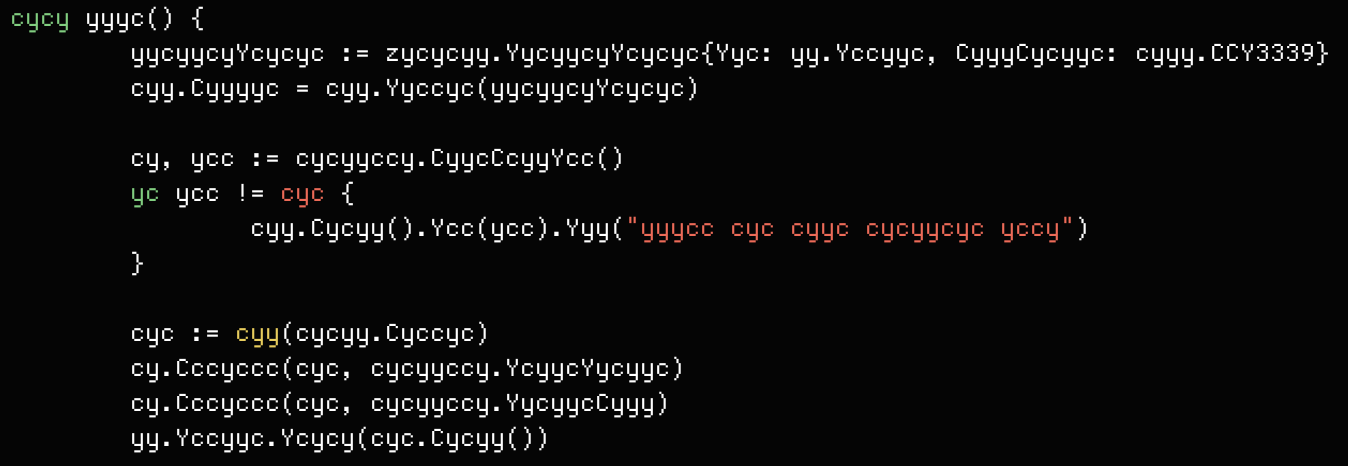 cycy yyyc() {
yycyycyYcycyc := zycycyy.YycyycyYcycyc{Yyc: yy.Yccyyc, CyyyCycyyc: cyyy.CCY3339}
cyy.Cyyyyc = cyy.Yyccyc(yycyycyYcycyc)
cy, ycc := cycyyccy.CyycCcyyYcc()
yc ycc != cyc {
cyy.Cycyy().Ycc(ycc).Yyy("yyycc cyc cyyc cycyycyc yccy")
}
cyc := cyy(cycyy.Cyccyc)
cy.Cccyccc(cyc, cycyyccy.YcyycYycyyc)
cy.Cccyccc(cyc, cycyyccy.YycyycCyyy)
yy.Yccyyc.Ycycy(cyc.Cycyy())